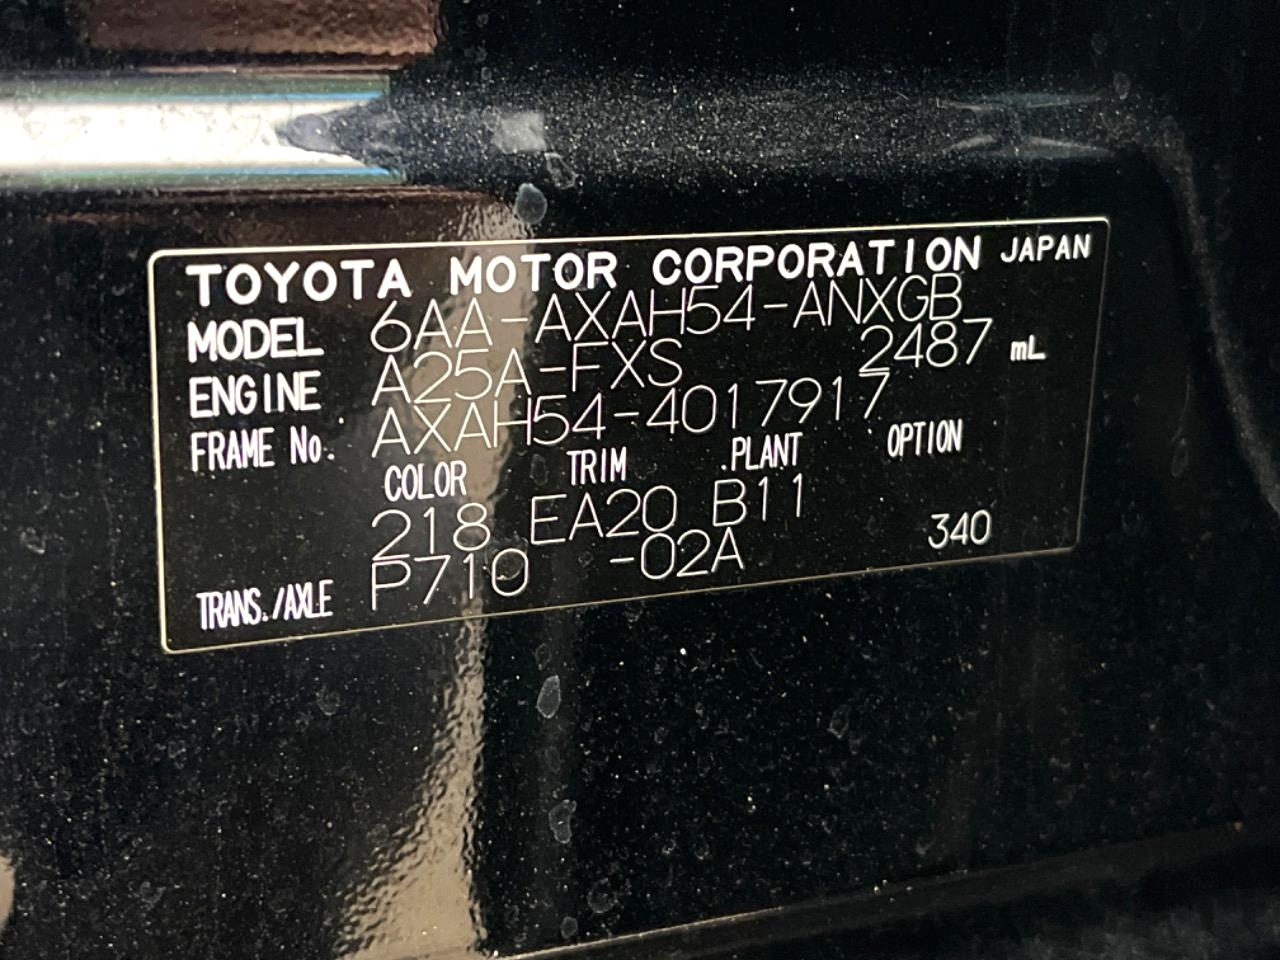 TOYOTA MOTOR CORPORATION JAPAN
MODEL 6AA-AXAH54-ANXGB
ENGINE A25A-FXS 2487 mL
FRAME No. AXAH54-4017917
COLOR TRIM PLANT OPTION
218 EA20 B11
TRANS./AXLE P710 -02A 340